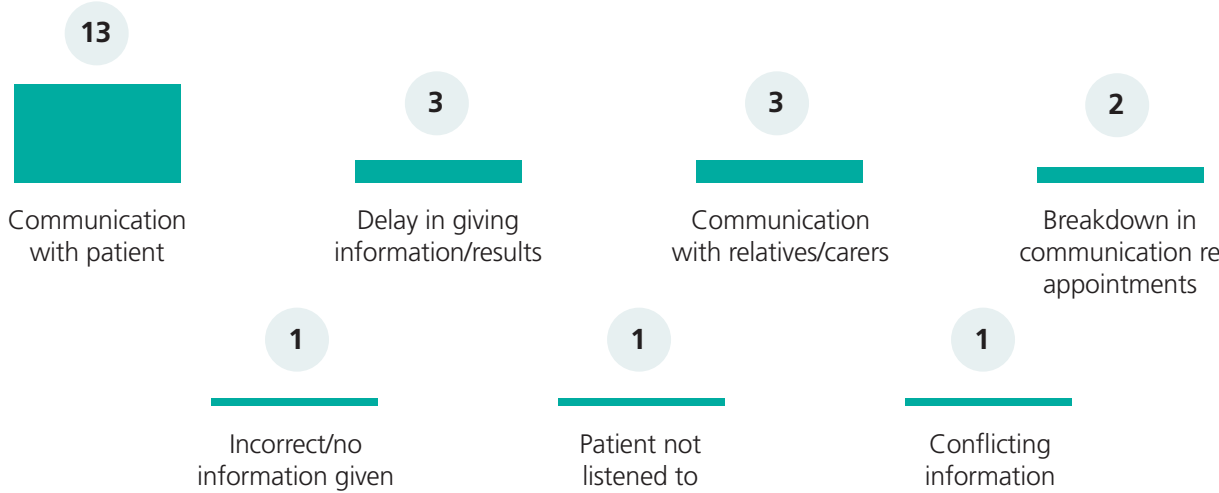 13
3
3
2
Communication
with patient
Delay in giving
information/results
Communication
with relatives/carers
Breakdown in
communication re
appointments
1
1
1
Incorrect/no
information given
Patient not
listened to
Conflicting
information